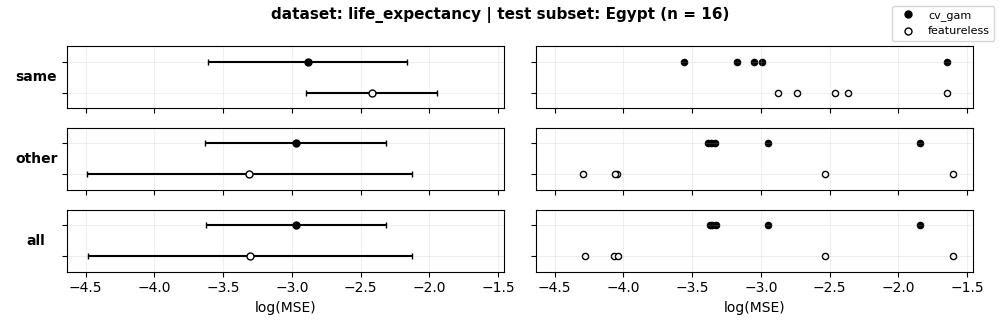 dataset: life_expectancy | test subset: Egypt (n = 16)
cv_gam
featureless
same
other
all
−4.5 −4.0 −3.5 −3.0 −2.5 −2.0 −1.5
−4.5 −4.0 −3.5 −3.0 −2.5 −2.0 −1.5
log(MSE)
log(MSE)